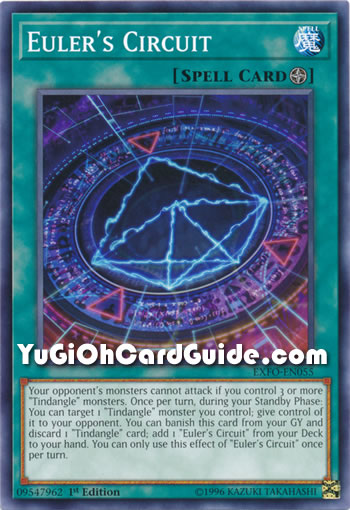 EULER'S CIRCUIT
SPELL
魔
[SPELL CARD]
YuGiOhCardGuide.com
EXFO-EN055
Your opponent's monsters cannot attack if you control 3 or more
"Tindangle" monsters. Once per turn, during your Standby Phase:
You can target 1 "Tindangle" monster you control; give control of
it to your opponent. You can banish this card from your GY and
discard 1 "Tindangle" card; add 1 "Euler's Circuit" from your Deck
to your hand. You can only use this effect of "Euler's Circuit" once
per turn.
09547962 1st Edition ©1996 KAZUKI TAKAHASHI